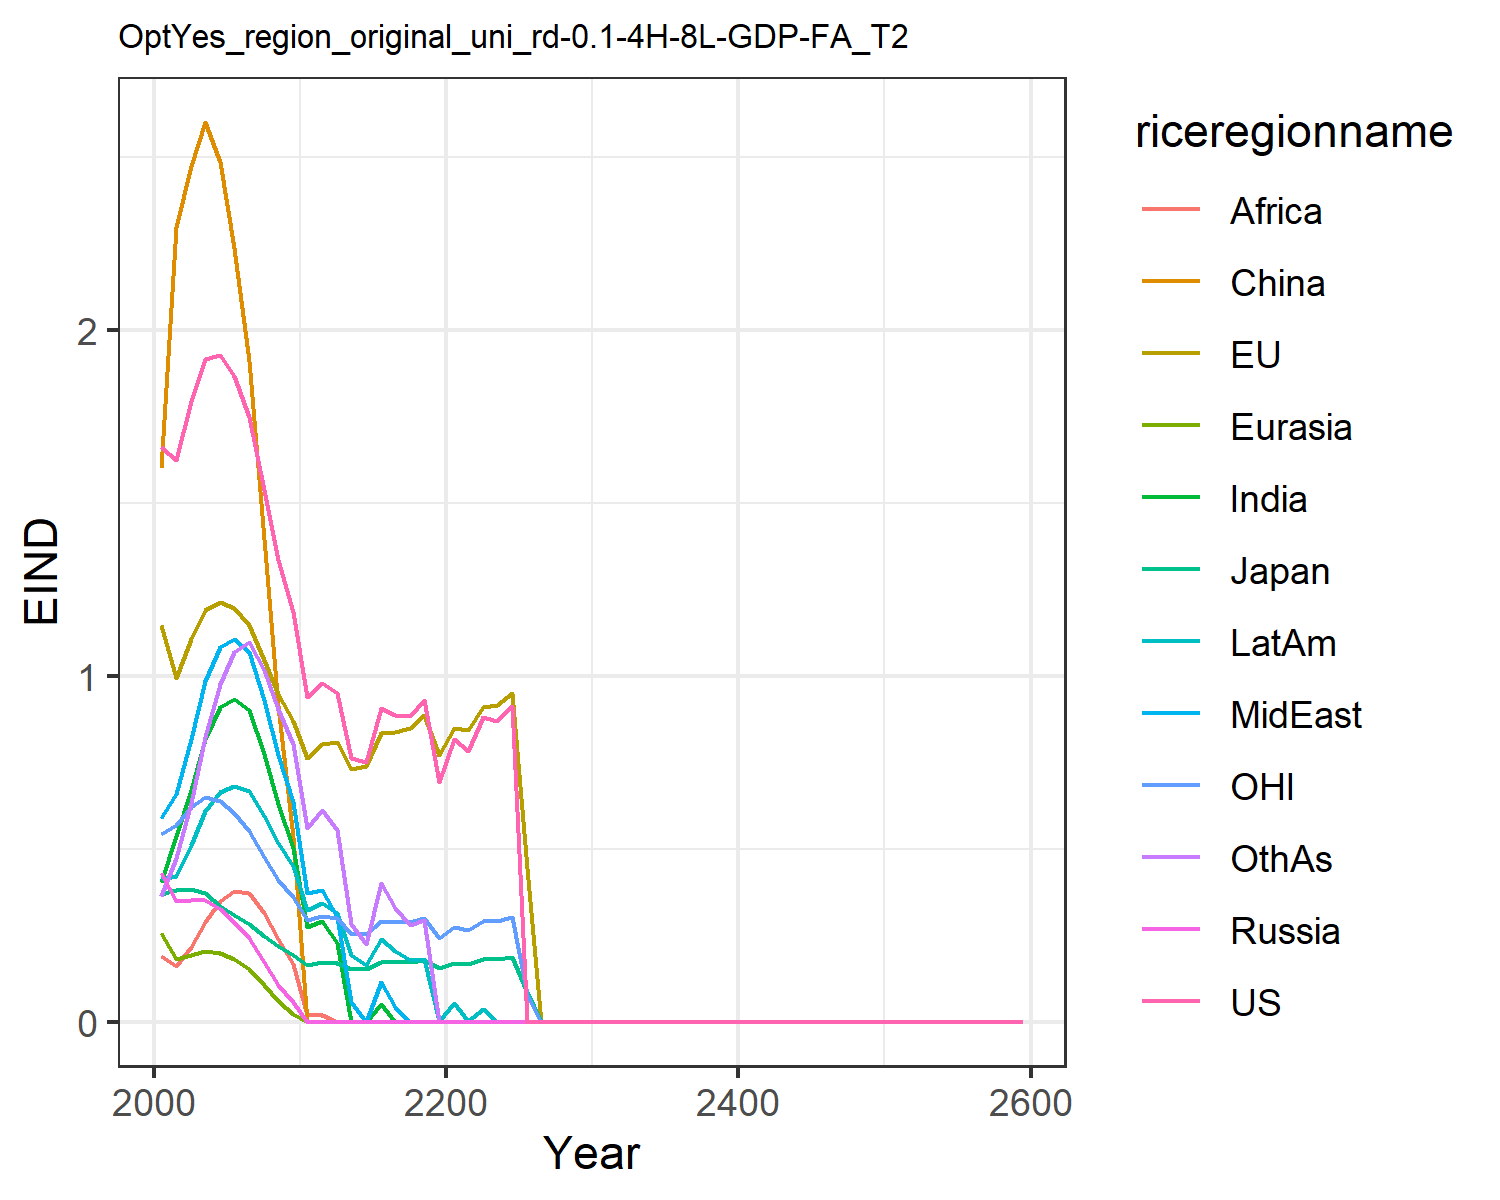 OptYes_region_original_uni_rd-0.1-4H-8L-GDP-FA_T2
EIND
2
1
0
2000
2200
2400
2600
Year
riceregionname
Africa
China
EU
Eurasia
India
Japan
LatAm
MidEast
OHI
OthAs
Russia
US